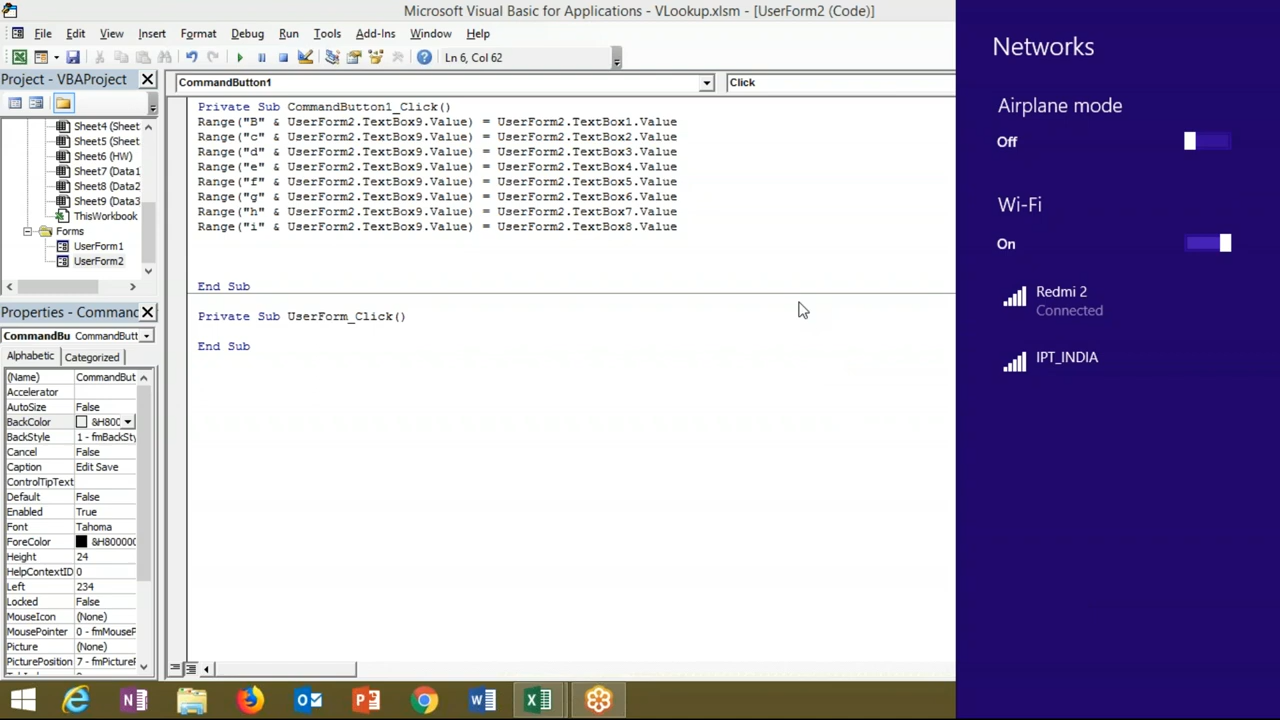 Microsoft Visual Basic for Applications - VLookup.xlsm - [UserForm2 (Code)]
File Edit View Insert Format Debug Run Tools Add-Ins Window Help
Ln 6, Col 62
Project - VBAProject
Sheet4 (Sheet
Sheet5 (Sheet
Sheet6 (HW)
Sheet7 (Data1
Sheet8 (Data2
Sheet9 (Data3
ThisWorkbook
Forms
UserForm1
UserForm2
Properties - Command
CommandBu CommandButt
Alphabetic Categorized
(Name) CommandBut
Accelerator
AutoSize False
BackColor &H80C
BackStyle 1 - fmBackSty
Cancel False
Caption Edit Save
ControlTipText
Default False
Enabled True
Font Tahoma
ForeColor &H800000
Height 24
HelpContextID 0
Left 234
Locked False
MouseIcon (None)
MousePointer 0 - fmMouseP
Picture (None)
PicturePosition 7 - fmPictureF
CommandButton1 Click
Private Sub CommandButton1_Click()
Range("B" & UserForm2.TextBox9.Value) = UserForm2.TextBox1.Value
Range("c" & UserForm2.TextBox9.Value) = UserForm2.TextBox2.Value
Range("d" & UserForm2.TextBox9.Value) = UserForm2.TextBox3.Value
Range("e" & UserForm2.TextBox9.Value) = UserForm2.TextBox4.Value
Range("f" & UserForm2.TextBox9.Value) = UserForm2.TextBox5.Value
Range("g" & UserForm2.TextBox9.Value) = UserForm2.TextBox6.Value
Range("h" & UserForm2.TextBox9.Value) = UserForm2.TextBox7.Value
Range("i" & UserForm2.TextBox9.Value) = UserForm2.TextBox8.Value
End Sub
Private Sub UserForm_Click()
End Sub
Networks
Airplane mode
Off
Wi-Fi
On
Redmi 2
Connected
IPT_INDIA